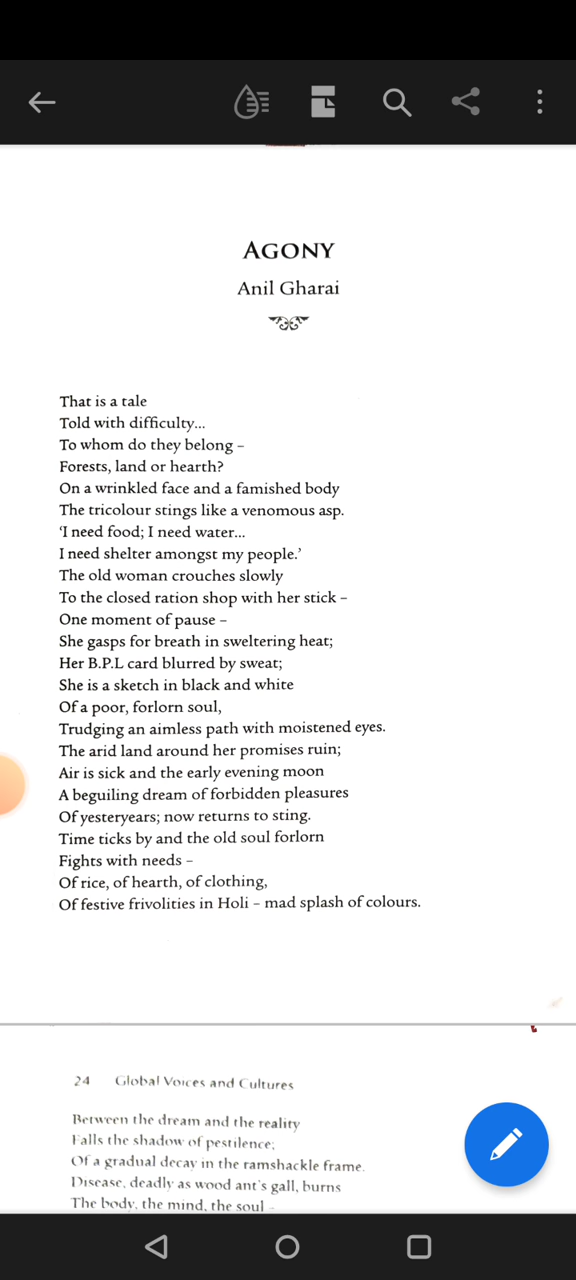 AGONY
Anil Gharai
That is a tale
Told with difficulty...
To whom do they belong –
Forests, land or hearth?
On a wrinkled face and a famished body
The tricolour stings like a venomous asp.
‘I need food; I need water...
I need shelter amongst my people.’
The old woman crouches slowly
To the closed ration shop with her stick –
One moment of pause –
She gasps for breath in sweltering heat;
Her B.P.L card blurred by sweat;
She is a sketch in black and white
Of a poor, forlorn soul,
Trudging an aimless path with moistened eyes.
The arid land around her promises ruin;
Air is sick and the early evening moon
A beguiling dream of forbidden pleasures
Of yesteryears; now returns to sting.
Time ticks by and the old soul forlorn
Fights with needs –
Of rice, of hearth, of clothing,
Of festive frivolities in Holi – mad splash of colours.
24 Global Voices and Cultures
Between the dream and the reality
Falls the shadow of pestilence;
Of a gradual decay in the ramshackle frame.
Disease, deadly as wood ant's gall, burns
The body, the mind, the soul –